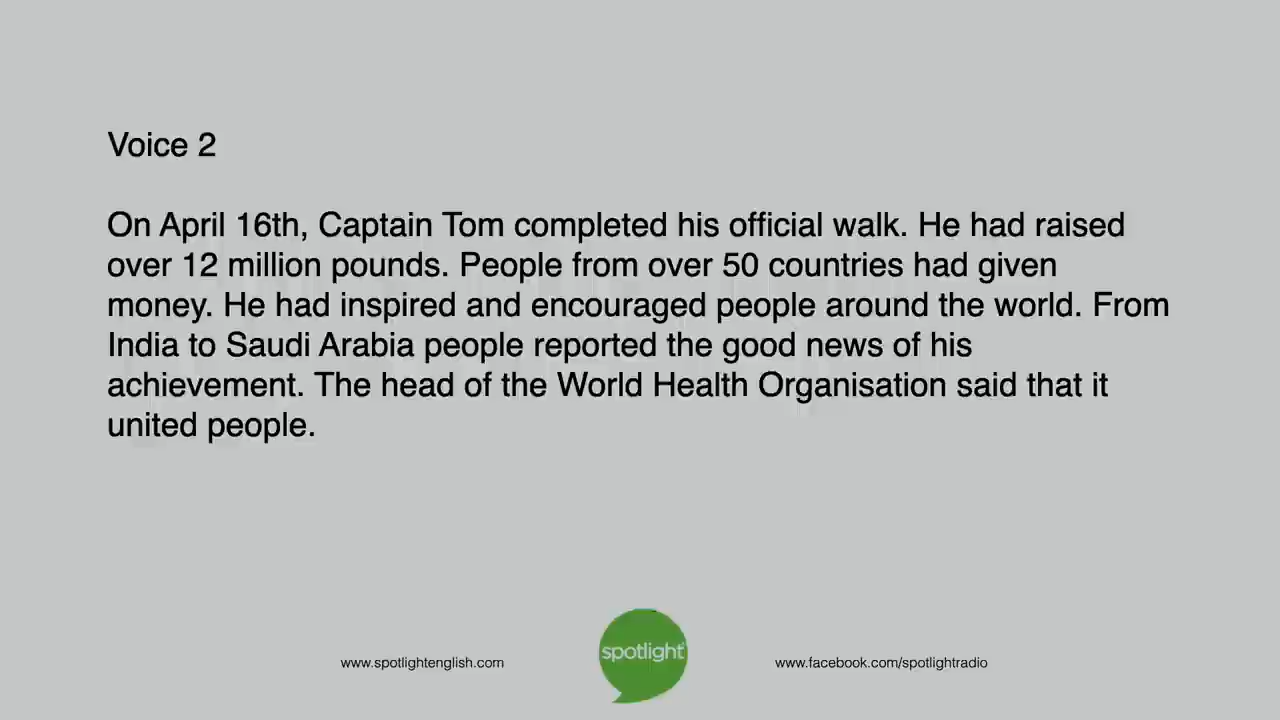 Voice 2
On April 16th, Captain Tom completed his official walk. He had raised
over 12 million pounds. People from over 50 countries had given
money. He had inspired and encouraged people around the world. From
India to Saudi Arabia people reported the good news of his
achievement. The head of the World Health Organisation said that it
united people.
www.spotlightenglish.com
spotlight
www.facebook.com/spotlightradio